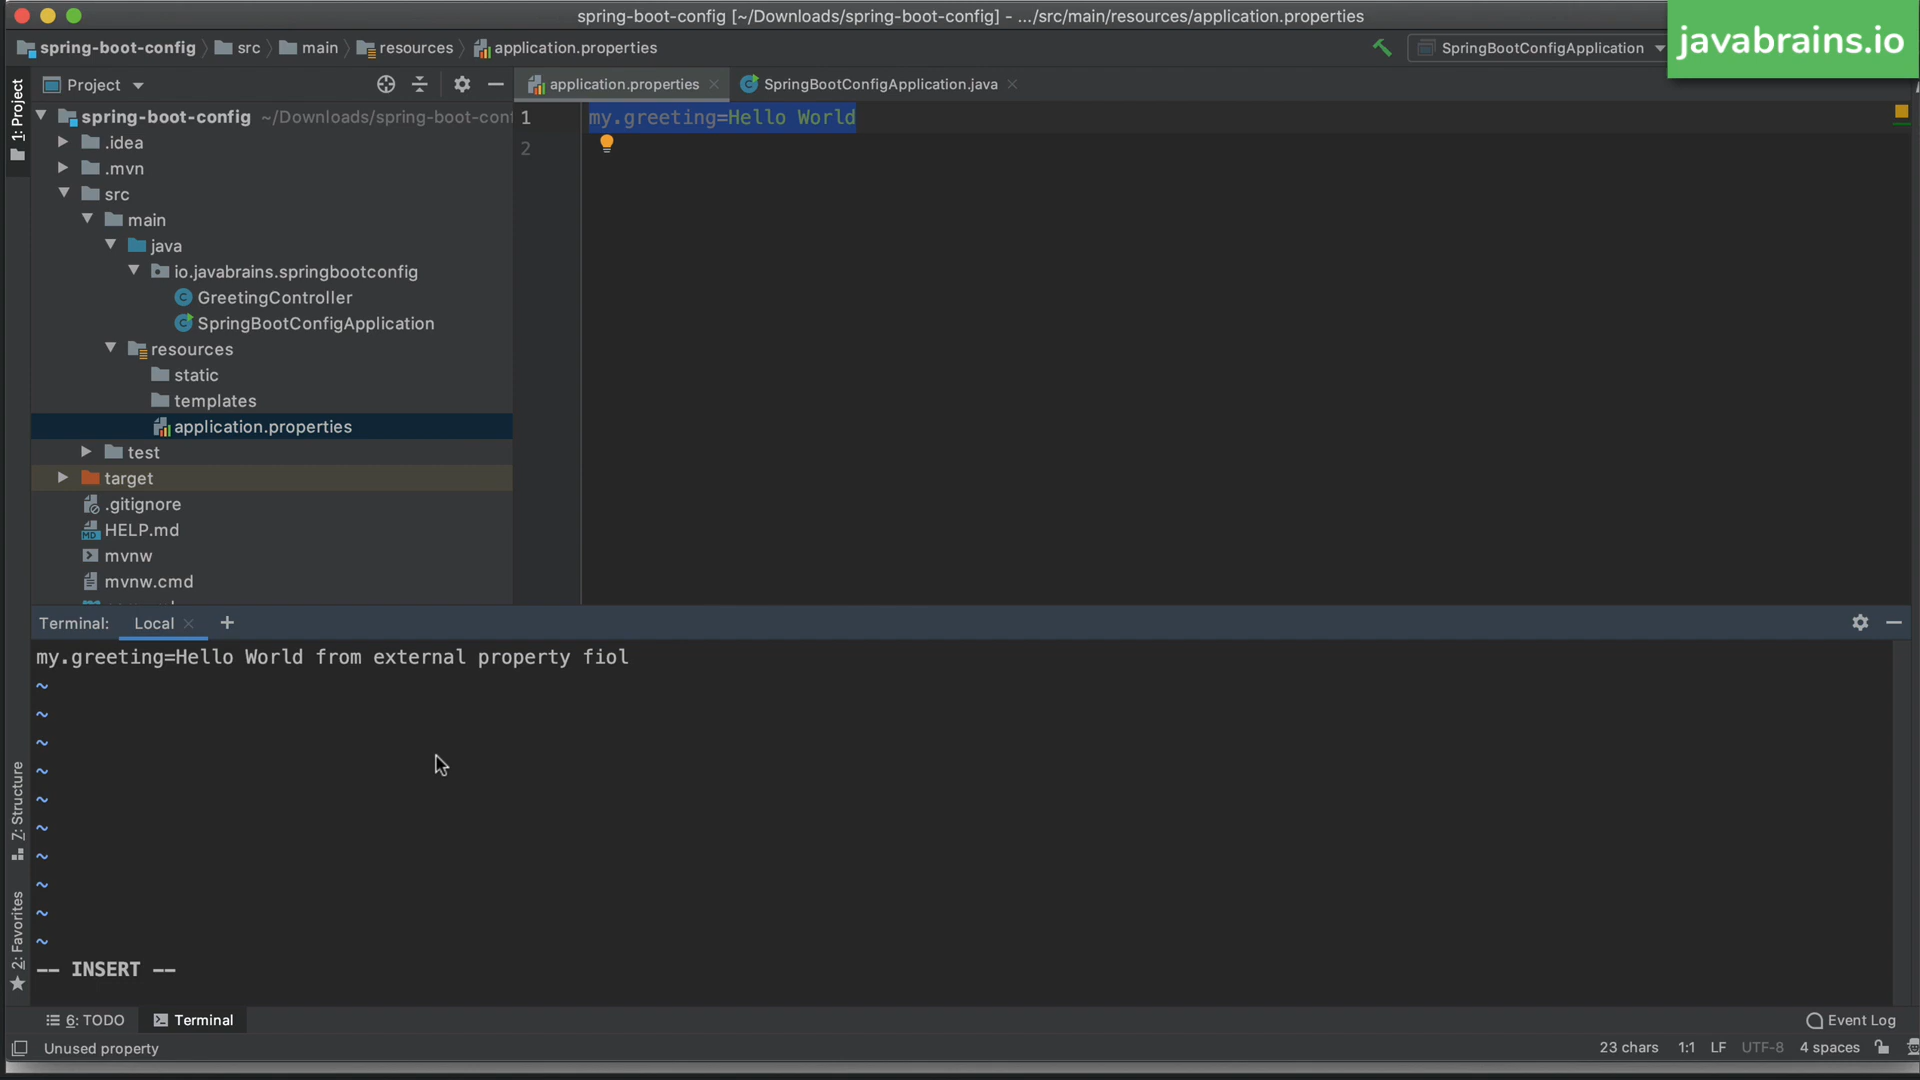 spring-boot-config [~/Downloads/spring-boot-config] - .../src/main/resources/application.properties
javabrains.io
spring-boot-config
src
main
resources
application.properties
SpringBootConfigApplication
1: Project
Project
application.properties
SpringBootConfigApplication.java
spring-boot-config ~/Downloads/spring-boot-conf
.idea
.mvn
src
main
java
io.javabrains.springbootconfig
GreetingController
SpringBootConfigApplication
resources
static
templates
application.properties
test
target
.gitignore
HELP.md
mvnw
mvnw.cmd
1 my.greeting=Hello World
2
Terminal: Local +
my.greeting=Hello World from external property fiol
~
~
~
~
~
~
~
~
~
~
-- INSERT --
7: Structure
2: Favorites
6: TODO
Terminal
Event Log
Unused property
23 chars 1:1 LF UTF-8 4 spaces